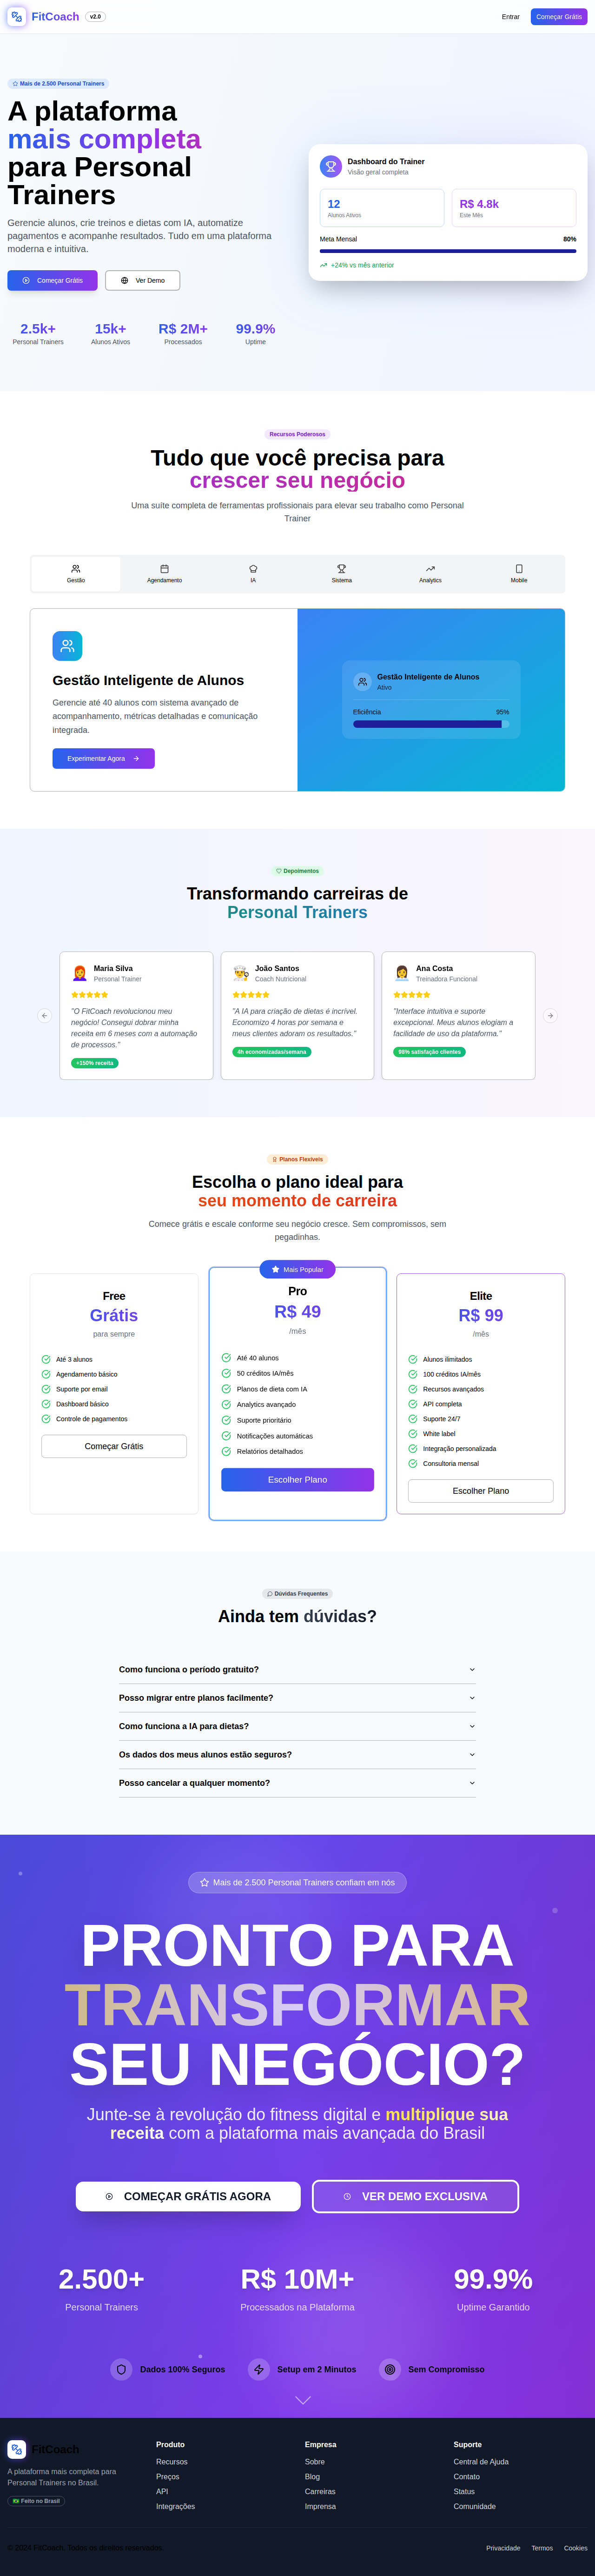 FitCoach v2.0
Entrar
Começar Grátis
Mais de 2.500 Personal Trainers
A plataforma
mais completa
para Personal
Trainers
Gerencie alunos, crie treinos e dietas com IA, automatize
pagamentos e acompanhe resultados. Tudo em uma plataforma
moderna e intuitiva.
Começar Grátis
Ver Demo
2.5k+
Personal Trainers
15k+
Alunos Ativos
R$ 2M+
Processados
99.9%
Uptime
Dashboard do Trainer
Visão geral completa
12
Alunos Ativos
R$ 4.8k
Este Mês
Meta Mensal
80%
+24% vs mês anterior
Recursos Poderosos
Tudo que você precisa para
crescer seu negócio
Uma suíte completa de ferramentas profissionais para elevar seu trabalho como Personal
Trainer
Gestão
Agendamento
IA
Sistema
Analytics
Mobile
Gestão Inteligente de Alunos
Gerencie até 40 alunos com sistema avançado de
acompanhamento, métricas detalhadas e comunicação
integrada.
Experimentar Agora
Gestão Inteligente de Alunos
Ativo
Eficiência
95%
Depoimentos
Transformando carreiras de
Personal Trainers
Maria Silva
Personal Trainer
"O FitCoach revolucionou meu
negócio! Consegui dobrar minha
receita em 6 meses com a automação
de processos."
+150% receita
João Santos
Coach Nutricional
"A IA para criação de dietas é incrível.
Economizo 4 horas por semana e
meus clientes adoram os resultados."
4h economizadas/semana
Ana Costa
Treinadora Funcional
"Interface intuitiva e suporte
excepcional. Meus alunos elogiam a
facilidade de uso da plataforma."
98% satisfação clientes
Planos Flexíveis
Escolha o plano ideal para
seu momento de carreira
Comece grátis e escale conforme seu negócio cresce. Sem compromissos, sem
pegadinhas.
Free
Grátis
para sempre
Até 3 alunos
Agendamento básico
Suporte por email
Dashboard básico
Controle de pagamentos
Começar Grátis
Mais Popular
Pro
R$ 49
/mês
Até 40 alunos
50 créditos IA/mês
Planos de dieta com IA
Analytics avançado
Suporte prioritário
Notificações automáticas
Relatórios detalhados
Escolher Plano
Elite
R$ 99
/mês
Alunos ilimitados
100 créditos IA/mês
Recursos avançados
API completa
Suporte 24/7
White label
Integração personalizada
Consultoria mensal
Escolher Plano
Dúvidas Frequentes
Ainda tem dúvidas?
Como funciona o período gratuito?
Posso migrar entre planos facilmente?
Como funciona a IA para dietas?
Os dados dos meus alunos estão seguros?
Posso cancelar a qualquer momento?
Mais de 2.500 Personal Trainers confiam em nós
PRONTO PARA
TRANSFORMAR
SEU NEGÓCIO?
Junte-se à revolução do fitness digital e multiplique sua
receita com a plataforma mais avançada do Brasil
COMEÇAR GRÁTIS AGORA
VER DEMO EXCLUSIVA
2.500+
Personal Trainers
R$ 10M+
Processados na Plataforma
99.9%
Uptime Garantido
Dados 100% Seguros
Setup em 2 Minutos
Sem Compromisso
FitCoach
A plataforma mais completa para
Personal Trainers no Brasil.
Feito no Brasil
Produto
Recursos
Preços
API
Integrações
Empresa
Sobre
Blog
Carreiras
Imprensa
Suporte
Central de Ajuda
Contato
Status
Comunidade
© 2024 FitCoach. Todos os direitos reservados.
Privacidade
Termos
Cookies